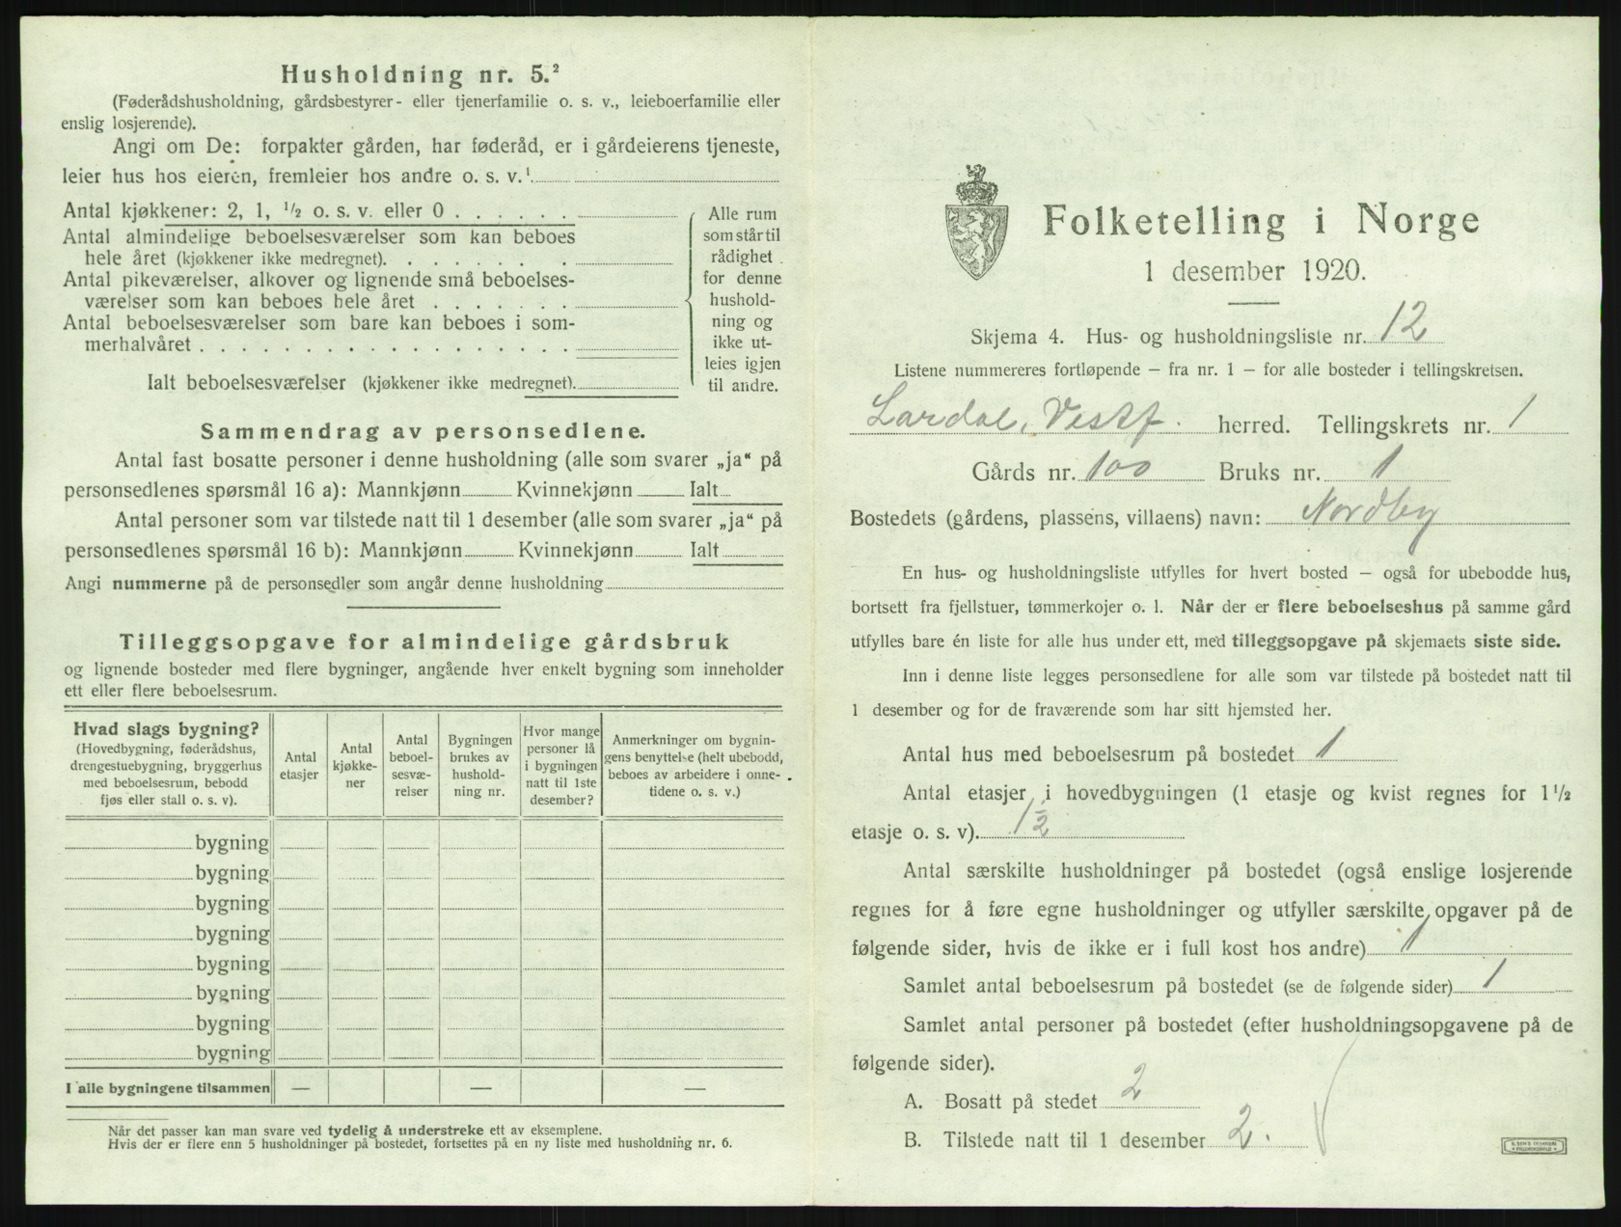 Husholdning nr. 5.²
(Føderådshusholdning, gårdsbestyrer- eller tjenerfamilie o. s. v., leieboerfamilie eller
enslig losjerende).
Angi om De: forpakter gården, har føderåd, er i gårdeierens tjeneste,
leier hus hos eieren, fremleier hos andre o. s. v.¹
Antal kjøkkener: 2, 1, ½ o. s. v. eller 0 . . . . . .
Antal almindelige beboelsesværelser som kan beboes
hele året (kjøkkener ikke medregnet). . . . . . . .
Antal pikeværelser, alkover og lignende små beboelses-
værelser som kan beboes hele året . . . . . . .
Antal beboelsesværelser som bare kan beboes i som-
merhalvåret . . . . . . . . . . . . . . . . . .
Ialt beboelsesværelser (kjøkkener ikke medregnet).
Alle rum
som står til
rådighet
for denne
hushold-
ning og
ikke ut-
leies igjen
til andre.
Sammendrag av personsedlene.
Antal fast bosatte personer i denne husholdning (alle som svarer „ja“ på
personsedlenes spørsmål 16 a): Mannkjønn Kvinnekjønn Ialt
Antal personer som var tilstede natt til 1 desember (alle som svarer „ja“ på
personsedlenes spørsmål 16 b): Mannkjønn Kvinnekjønn Ialt
Angi nummerne på de personsedler som angår denne husholdning
Tilleggsopgave for almindelige gårdsbruk
og lignende bosteder med flere bygninger, angående hver enkelt bygning som inneholder
ett eller flere beboelsesrum.
Hvad slags bygning?
(Hovedbygning, føderådshus,
drengestuebygning, bryggerhus
med beboelsesrum, bebodd
fjøs eller stall o. s. v).
Antal
etasjer
Antal
kjøkke-
ner
Antal
beboel-
sesvæ-
relser
Bygningen
brukes av
hushold-
ning nr.
Hvor mange
personer lå
i bygningen
natt til 1ste
desember?
Anmerkninger om bygnin-
gens benyttelse (helt ubebodd,
beboes av arbeidere i onne-
tidene o. s. v.)
bygning
bygning
bygning
bygning
bygning
bygning
bygning
bygning
I alle bygningene tilsammen — — —
Når det passer kan man svare ved tydelig å understreke ett av eksemplene.
Hvis der er flere enn 5 husholdninger på bostedet, fortsettes på en ny liste med husholdning nr. 6.
Folketelling i Norge
1 desember 1920.
Skjema 4. Hus- og husholdningsliste nr. 12
Listene nummereres fortløpende — fra nr. 1 — for alle bosteder i tellingskretsen.
Lardal, Vestf. herred. Tellingskrets nr. 1
Gårds nr. 100 Bruks nr. 1
Bostedets (gårdens, plassens, villaens) navn: Nordby
En hus- og husholdningsliste utfylles for hvert bosted — også for ubebodde hus,
bortsett fra fjellstuer, tømmerkojer o. l. Når der er flere beboelseshus på samme gård
utfylles bare én liste for alle hus under ett, med tilleggsopgave på skjemaets siste side.
Inn i denne liste legges personsedlene for alle som var tilstede på bostedet natt til
1 desember og for de fraværende som har sitt hjemsted her.
Antal hus med beboelsesrum på bostedet 1
Antal etasjer i hovedbygningen (1 etasje og kvist regnes for 1 ½
etasje o. s. v). 1½
Antal særskilte husholdninger på bostedet (også enslige losjerende
regnes for å føre egne husholdninger og utfyller særskilte opgaver på de
følgende sider, hvis de ikke er i full kost hos andre) 1
Samlet antal beboelsesrum på bostedet (se de følgende sider) 1
Samlet antal personer på bostedet (efter husholdningsopgavene på de
følgende sider).
A. Bosatt på stedet 2
B. Tilstede natt til 1 desember 2.